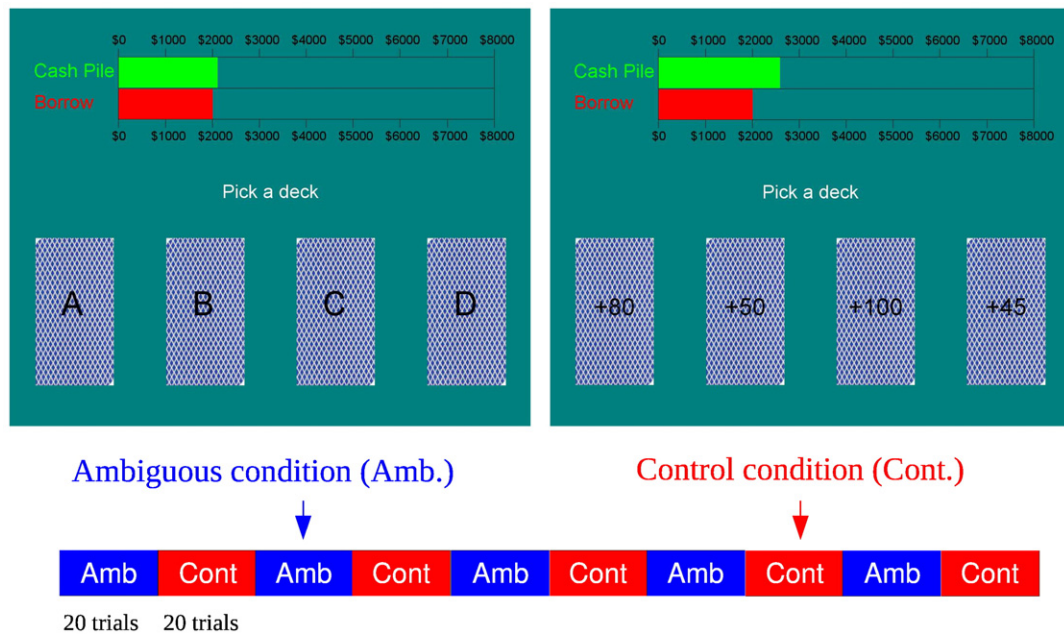 $0 $1000 $2000 $3000 $4000 $5000 $6000 $7000 $8000
Cash Pile
Borrow
$0 $1000 $2000 $3000 $4000 $5000 $6000 $7000 $8000
Pick a deck
A B C D
$0 $1000 $2000 $3000 $4000 $5000 $6000 $7000 $8000
Cash Pile
Borrow
$0 $1000 $2000 $3000 $4000 $5000 $6000 $7000 $8000
Pick a deck
+80 +50 +100 +45
Ambiguous condition (Amb.) Control condition (Cont.)
Amb Cont Amb Cont Amb Cont Amb Cont Amb Cont
20 trials 20 trials